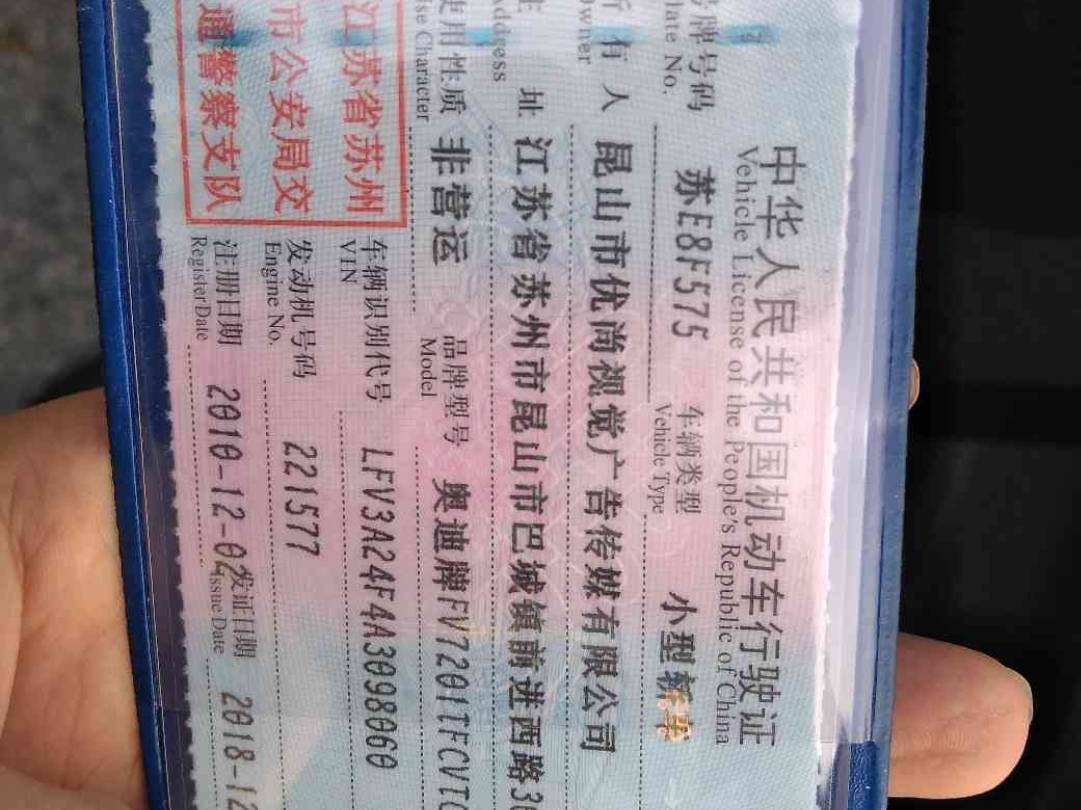 中华人民共和国机动车行驶证
Vehicle License of the People's Republic of China
号牌号码 苏E8F575 车辆类型 小型轿车
Plate No. Vehicle Type
所有人 昆山市优尚视觉广告传媒有限公司
Owner
住址 江苏省苏州市昆山市巴城镇前进西路
Address
使用性质 非营运 品牌型号 奥迪牌FV7201TFCVTG
Use Character Model
江苏省苏州
市公安局交
通警察支队
车辆识别代号 LFV3A24F4A3098060
VIN
发动机号码 221577
Engine No.
注册日期 2010-12-02 发证日期 2018-12
Register Date Issue Date